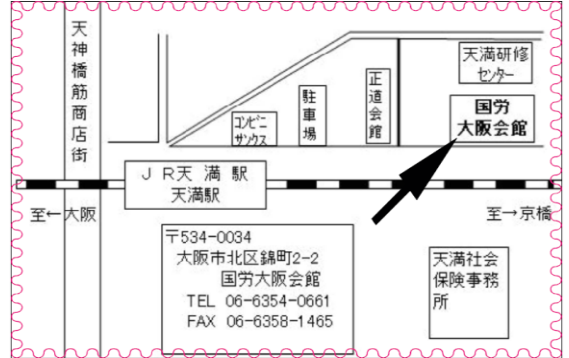 天神橋筋商店街
天満研修
センター
国労
大阪会館
正道会館
駐車場
コンビニ
サンクス
ＪＲ天満駅
天満駅
至←大阪
至→京橋
〒534-0034
大阪市北区錦町2-2
国労大阪会館
TEL 06-6354-0661
FAX 06-6358-1465
天満社会
保険事務
所